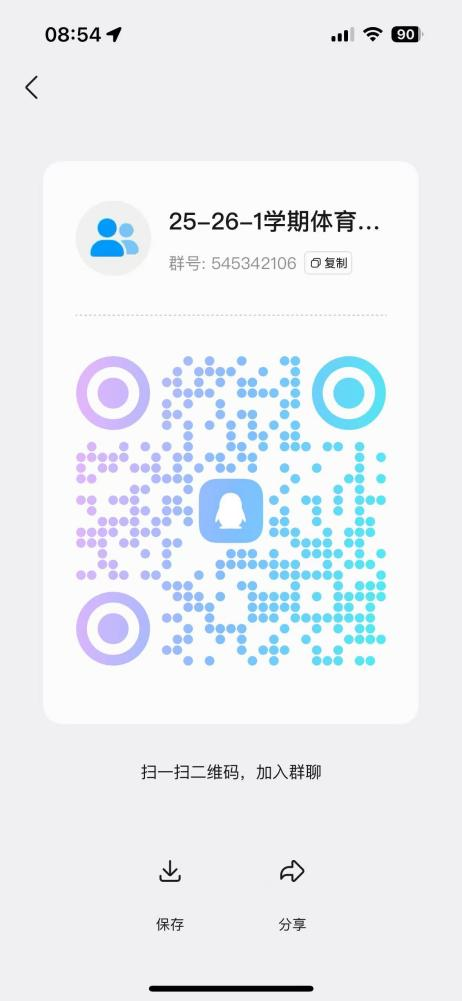 08:54
90
25-26-1学期体育...
群号: 545342106 复制
扫一扫二维码，加入群聊
保存 分享